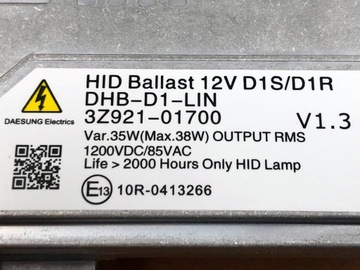 HID Ballast 12V D1S/D1R
DHB-D1-LIN
3Z921-01700 V1.3
DAESUNG Electrics
Var.35W(Max.38W) OUTPUT RMS
1200VDC/85VAC
Life > 2000 Hours Only HID Lamp
E13 10R-0413266